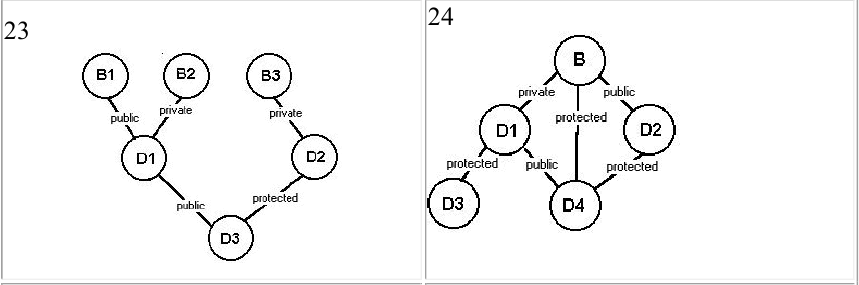 23
B1
B2
B3
public
private
private
D1
D2
public
protected
D3
24
B
private
public
protected
D1
D2
protected
public
protected
D3
D4